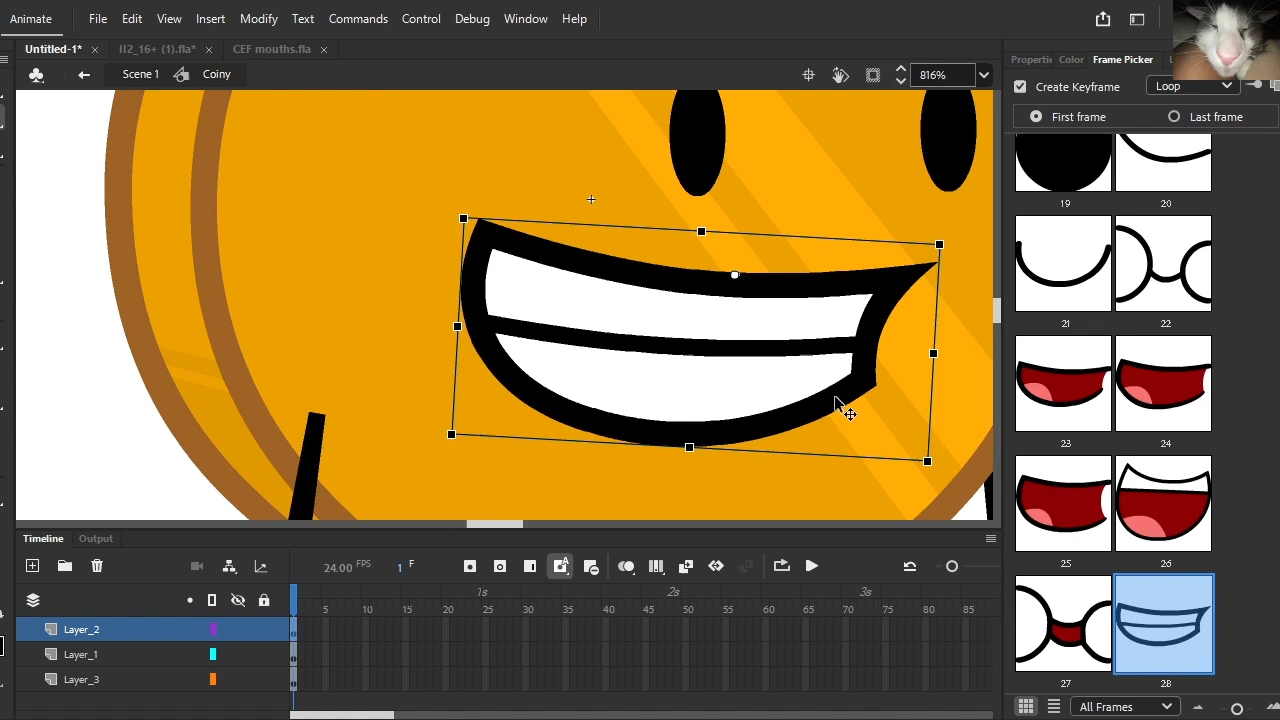 Animate File Edit View Insert Modify Text Commands Control Debug Window Help
Untitled-1* × II2_16+ (1).fla* × CEF mouths.fla ×
Scene 1 Coiny 816%
Color Frame Picker
Create Keyframe Loop
First frame Last frame
19 20
21 22
23 24
25 26
27 28
All Frames
Timeline Output
24.00 FPS 1 F
1s 2s 3s
5 10 15 20 25 30 35 40 45 50 55 60 65 70 75 80 85
Layer_2
Layer_1
Layer_3